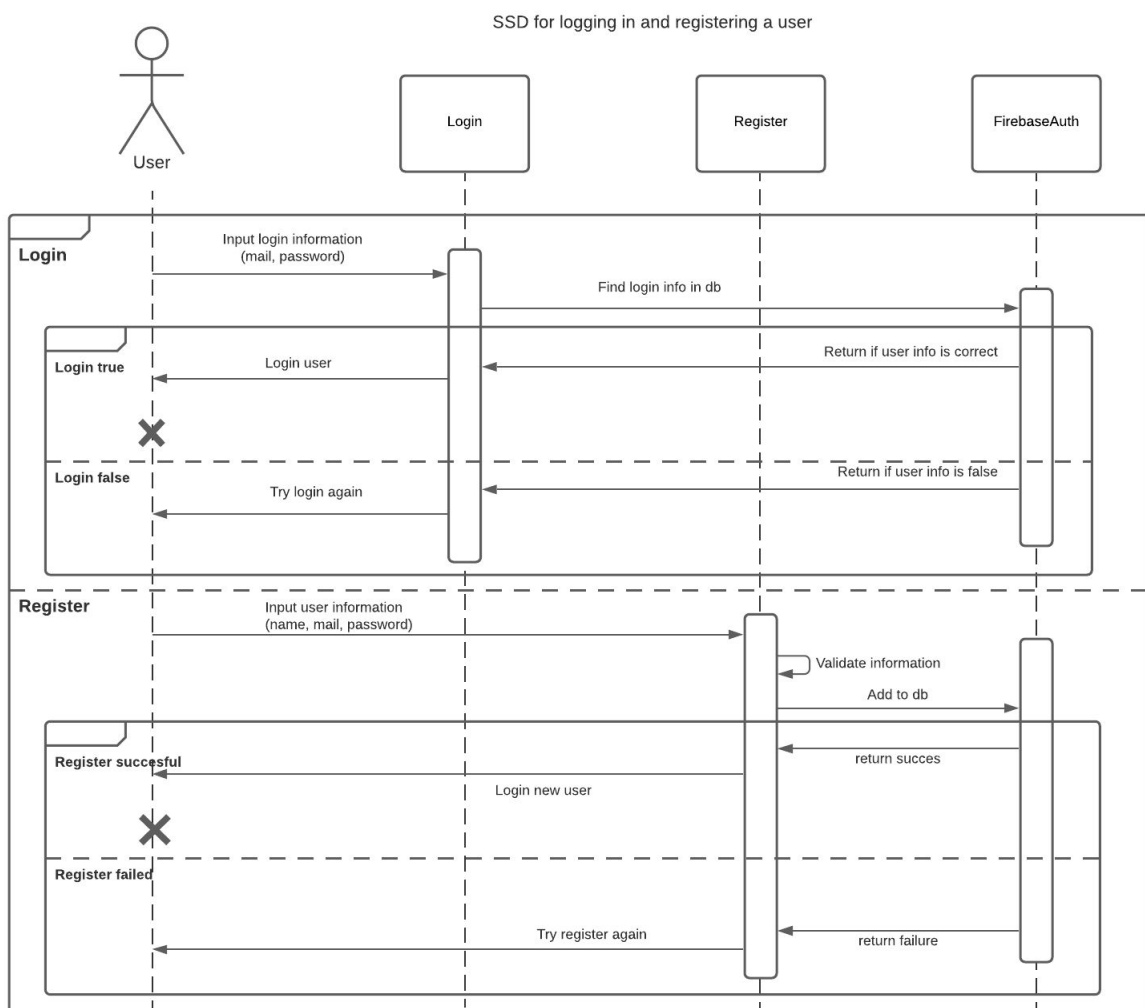 SSD for logging in and registering a user
User
Login
Register
FirebaseAuth
Login
Input login information
(mail, password)
Find login info in db
Login true
Login user
Return if user info is correct
Login false
Return if user info is false
Try login again
Register
Input user information
(name, mail, password)
Validate information
Add to db
Register succesful
return succes
Login new user
Register failed
Try register again
return failure